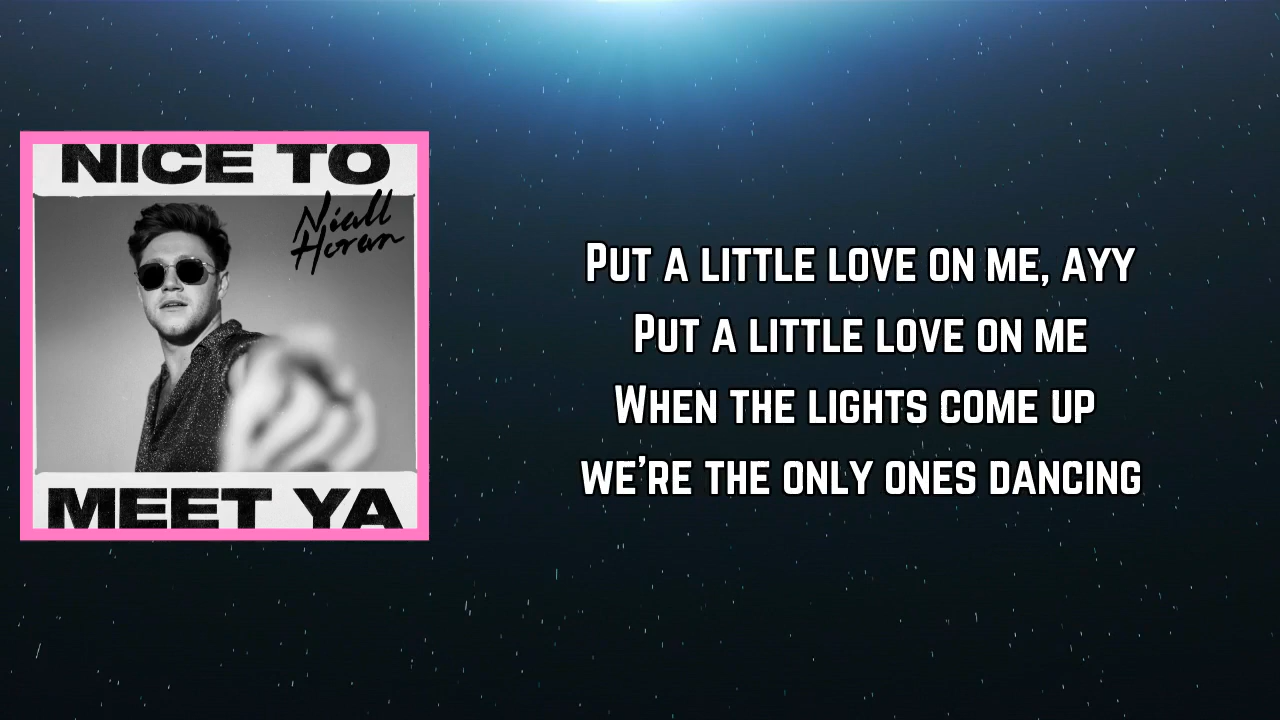 NICE TO
Niall
Horan
MEET YA
Put a little love on me, ayy
Put a little love on me
When the lights come up
we're the only ones dancing